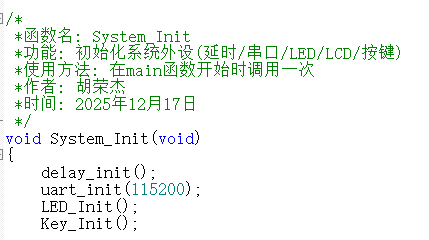 /*
*函数名: System_Init
*功能: 初始化系统外设(延时/串口/LED/LCD/按键)
*使用方法: 在main函数开始时调用一次
*作者: 胡荣杰
*时间: 2025年12月17日
*/
void System_Init(void)
{
delay_init();
uart_init(115200);
LED_Init();
Key_Init();